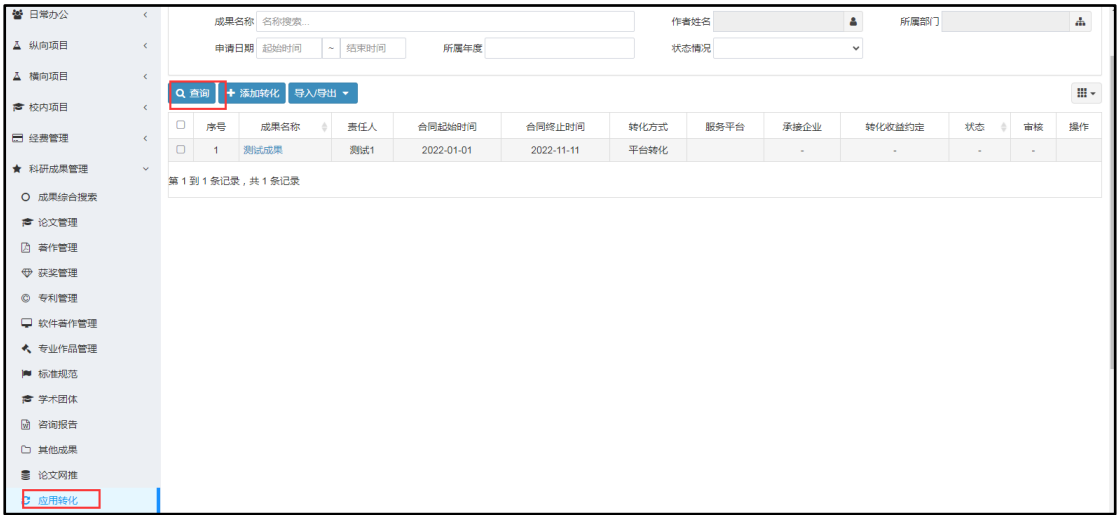 日常办公
纵向项目
横向项目
校内项目
经费管理
科研成果管理
成果综合搜索
论文管理
著作管理
获奖管理
专利管理
软件著作管理
专业作品管理
标准规范
学术团体
咨询报告
其他成果
论文网推
应用转化
成果名称 名称搜索... 作者姓名 所属部门
申请日期 起始时间 ~ 结束时间 所属年度 状态情况
查询 添加转化 导入/导出
序号 成果名称 责任人 合同起始时间 合同终止时间 转化方式 服务平台 承接企业 转化收益约定 状态 审核 操作
1 测试成果 测试1 2022-01-01 2022-11-11 平台转化 - - - -
第 1 到 1 条记录，共 1 条记录